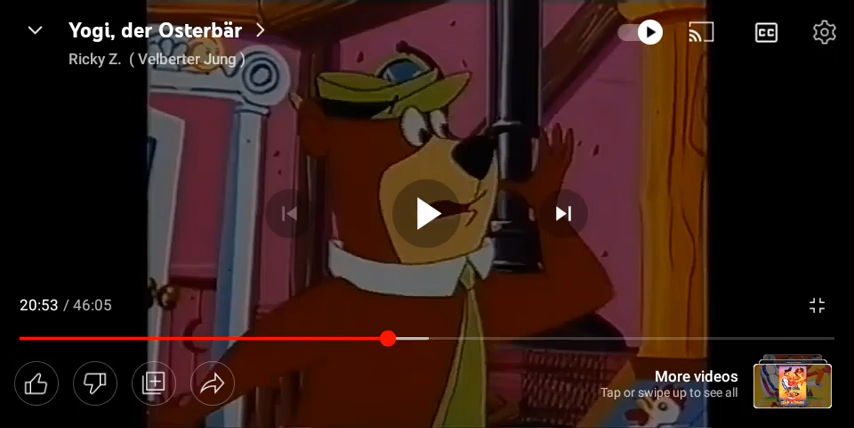 Yogi, der Osterbär
Ricky Z. ( Velberter Jung )
CC
20:53 / 46:05
More videos
Tap or swipe up to see all